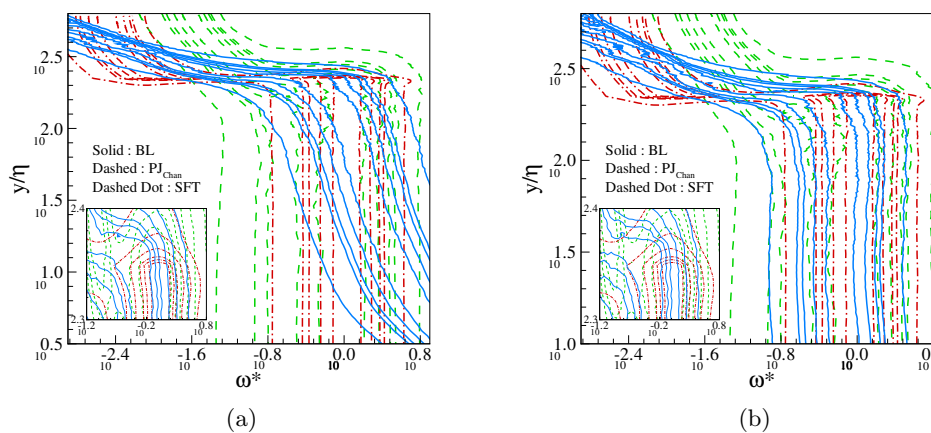 y/η
10^2.5
10^2.0
10^1.5
10^1.0
10^0.5
Solid : BL
Dashed : PJ_Chan
Dashed Dot : SFT
10^2.4
10^2.3
10^-1.2
10^-0.2
10^0.8
10^-2.4
10^-1.6
10^-0.8
10^0.0
10^0.8
ω*
(a)
y/η
10^2.5
10^2.0
10^1.5
10^1.0
Solid : BL
Dashed : PJ_Chan
Dashed Dot : SFT
10^2.4
10^2.3
10^-1.2
10^-0.2
10^0.8
10^-2.4
10^-1.6
10^-0.8
10^0.0
ω*
(b)